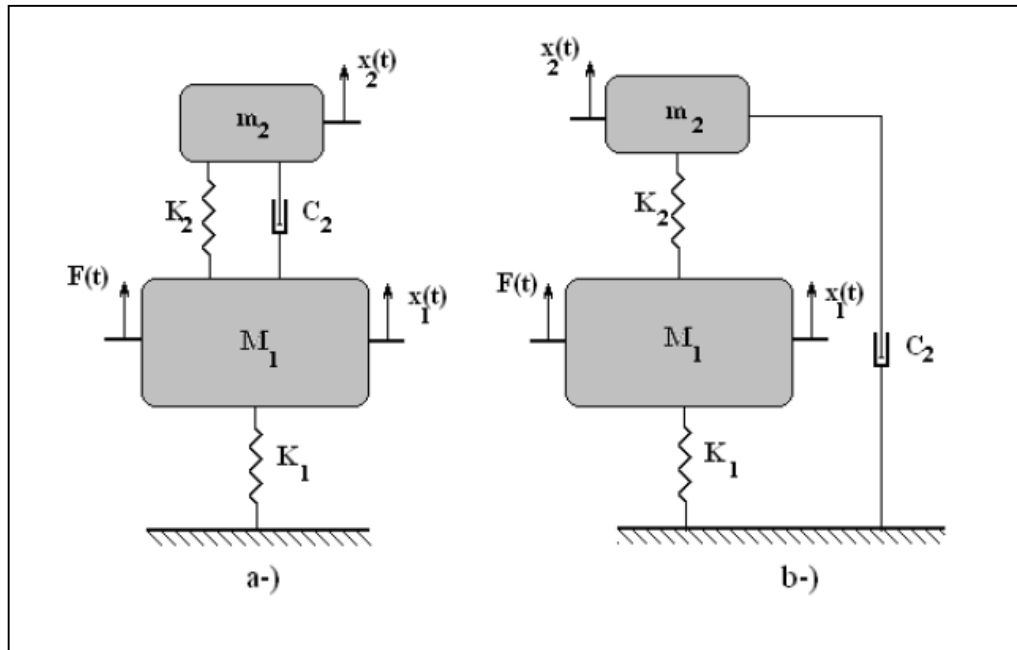 x2(t)
m2
K2
C2
F(t)
x1(t)
M1
K1
a-)
x2(t)
m2
K2
F(t)
x1(t)
M1
C2
K1
b-)